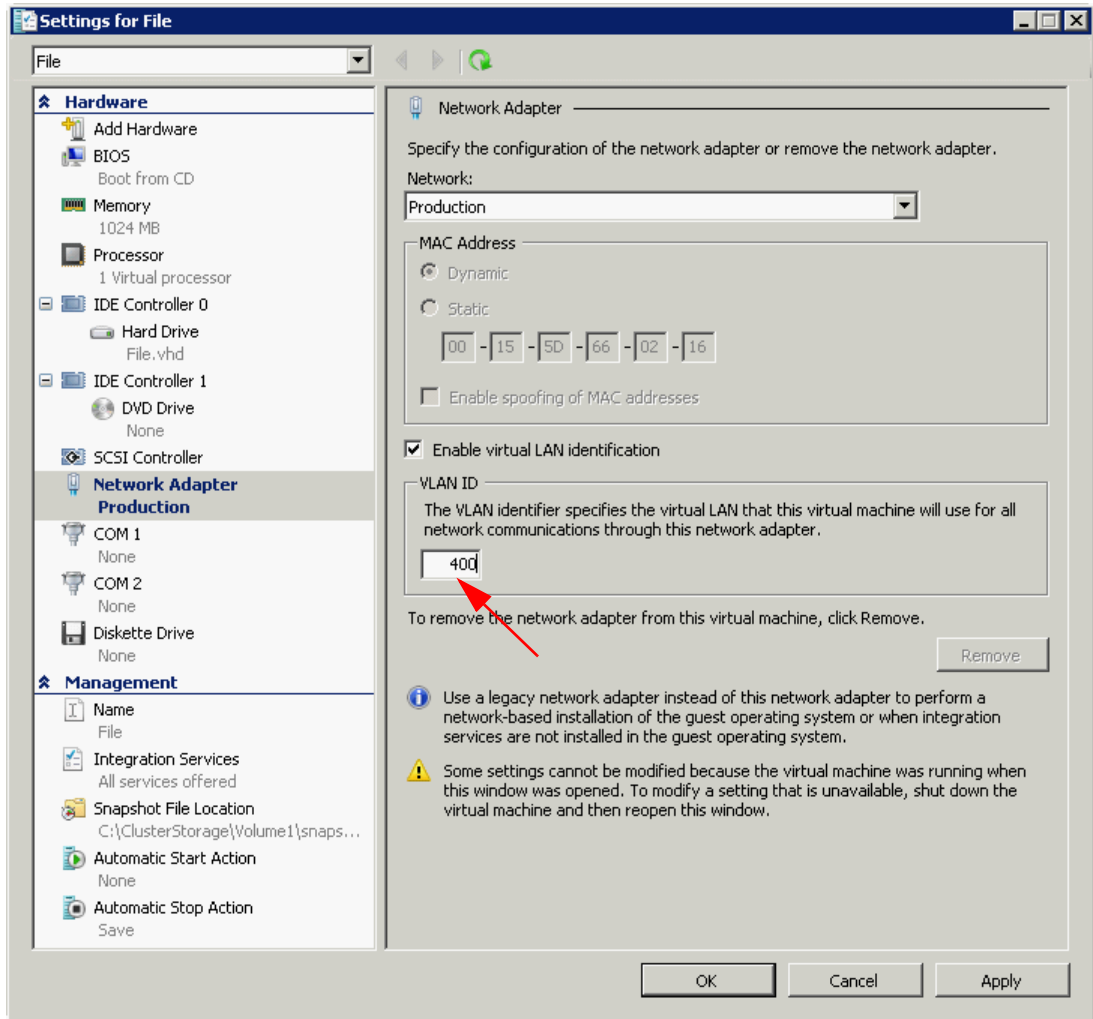 Settings for File
File
Hardware
Add Hardware
BIOS
Boot from CD
Memory
1024 MB
Processor
1 Virtual processor
IDE Controller 0
Hard Drive
File.vhd
IDE Controller 1
DVD Drive
None
SCSI Controller
Network Adapter
Production
COM 1
None
COM 2
None
Diskette Drive
None
Management
Name
File
Integration Services
All services offered
Snapshot File Location
C:\ClusterStorage\Volume1\snaps...
Automatic Start Action
None
Automatic Stop Action
Save
Network Adapter
Specify the configuration of the network adapter or remove the network adapter.
Network:
Production
MAC Address
Dynamic
Static
00 - 15 - 5D - 66 - 02 - 16
Enable spoofing of MAC addresses
Enable virtual LAN identification
VLAN ID
The VLAN identifier specifies the virtual LAN that this virtual machine will use for all
network communications through this network adapter.
400
To remove the network adapter from this virtual machine, click Remove.
Remove
Use a legacy network adapter instead of this network adapter to perform a
network-based installation of the guest operating system or when integration
services are not installed in the guest operating system.
Some settings cannot be modified because the virtual machine was running when
this window was opened. To modify a setting that is unavailable, shut down the
virtual machine and then reopen this window.
OK
Cancel
Apply